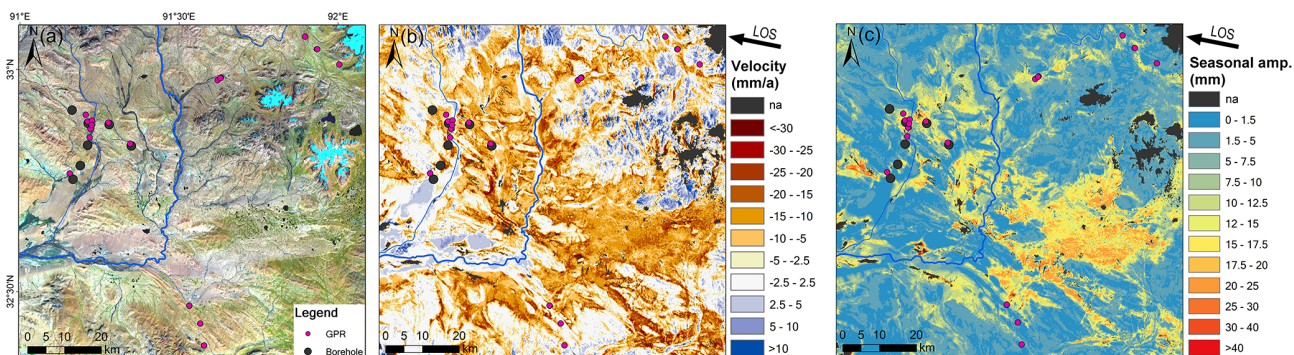 91°E
91°30'E
92°E
33°N
32°30'N
N
(a)
Legend
GPR
Borehole
0 5 10 20
km
N
(b)
LOS
Velocity
(mm/a)
na
<-30
-30 - -25
-25 - -20
-20 - -15
-15 - -10
-10 - -5
-5 - -2.5
-2.5 - 2.5
2.5 - 5
5 - 10
>10
0 5 10 20
km
N
(c)
LOS
Seasonal amp.
(mm)
na
0 - 1.5
1.5 - 5
5 - 7.5
7.5 - 10
10 - 12.5
12 - 15
15 - 17.5
17.5 - 20
20 - 25
25 - 30
30 - 40
>40
0 5 10 20
km